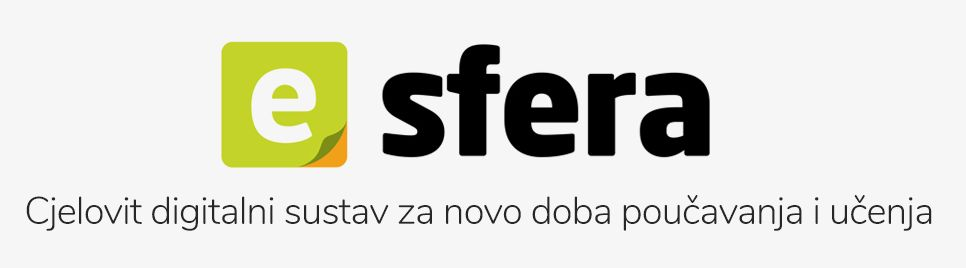 e sfera
Cjelovit digitalni sustav za novo doba poučavanja i učenja